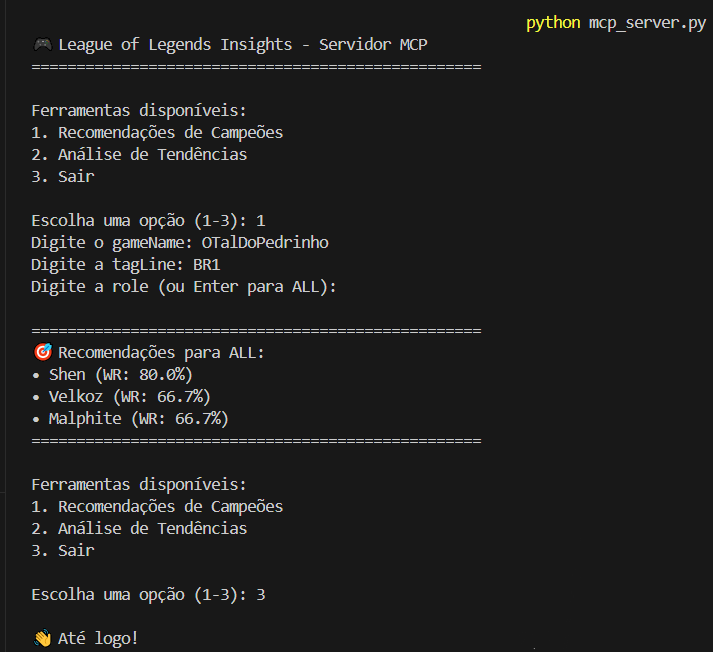 python mcp_server.py
🎮 League of Legends Insights - Servidor MCP
==================================================
Ferramentas disponíveis:
1. Recomendações de Campeões
2. Análise de Tendências
3. Sair
Escolha uma opção (1-3): 1
Digite o gameName: OTalDoPedrinho
Digite a tagLine: BR1
Digite a role (ou Enter para ALL):
==================================================
🎯 Recomendações para ALL:
• Shen (WR: 80.0%)
• Velkoz (WR: 66.7%)
• Malphite (WR: 66.7%)
==================================================
Ferramentas disponíveis:
1. Recomendações de Campeões
2. Análise de Tendências
3. Sair
Escolha uma opção (1-3): 3
👋 Até logo!